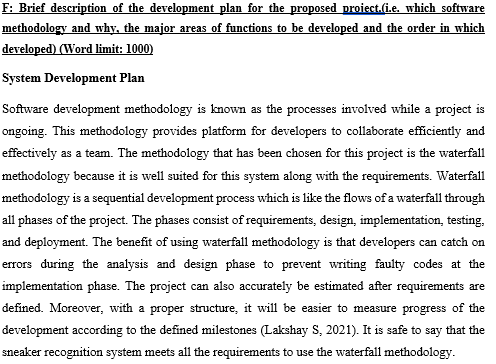 F: Brief description of the development plan for the proposed project.(i.e. which software
methodology and why, the major areas of functions to be developed and the order in which
developed) (Word limit: 1000)
System Development Plan
Software development methodology is known as the processes involved while a project is
ongoing. This methodology provides platform for developers to collaborate efficiently and
effectively as a team. The methodology that has been chosen for this project is the waterfall
methodology because it is well suited for this system along with the requirements. Waterfall
methodology is a sequential development process which is like the flows of a waterfall through
all phases of the project. The phases consist of requirements, design, implementation, testing,
and deployment. The benefit of using waterfall methodology is that developers can catch on
errors during the analysis and design phase to prevent writing faulty codes at the
implementation phase. The project can also accurately be estimated after requirements are
defined. Moreover, with a proper structure, it will be easier to measure progress of the
development according to the defined milestones (Lakshay S, 2021). It is safe to say that the
sneaker recognition system meets all the requirements to use the waterfall methodology.